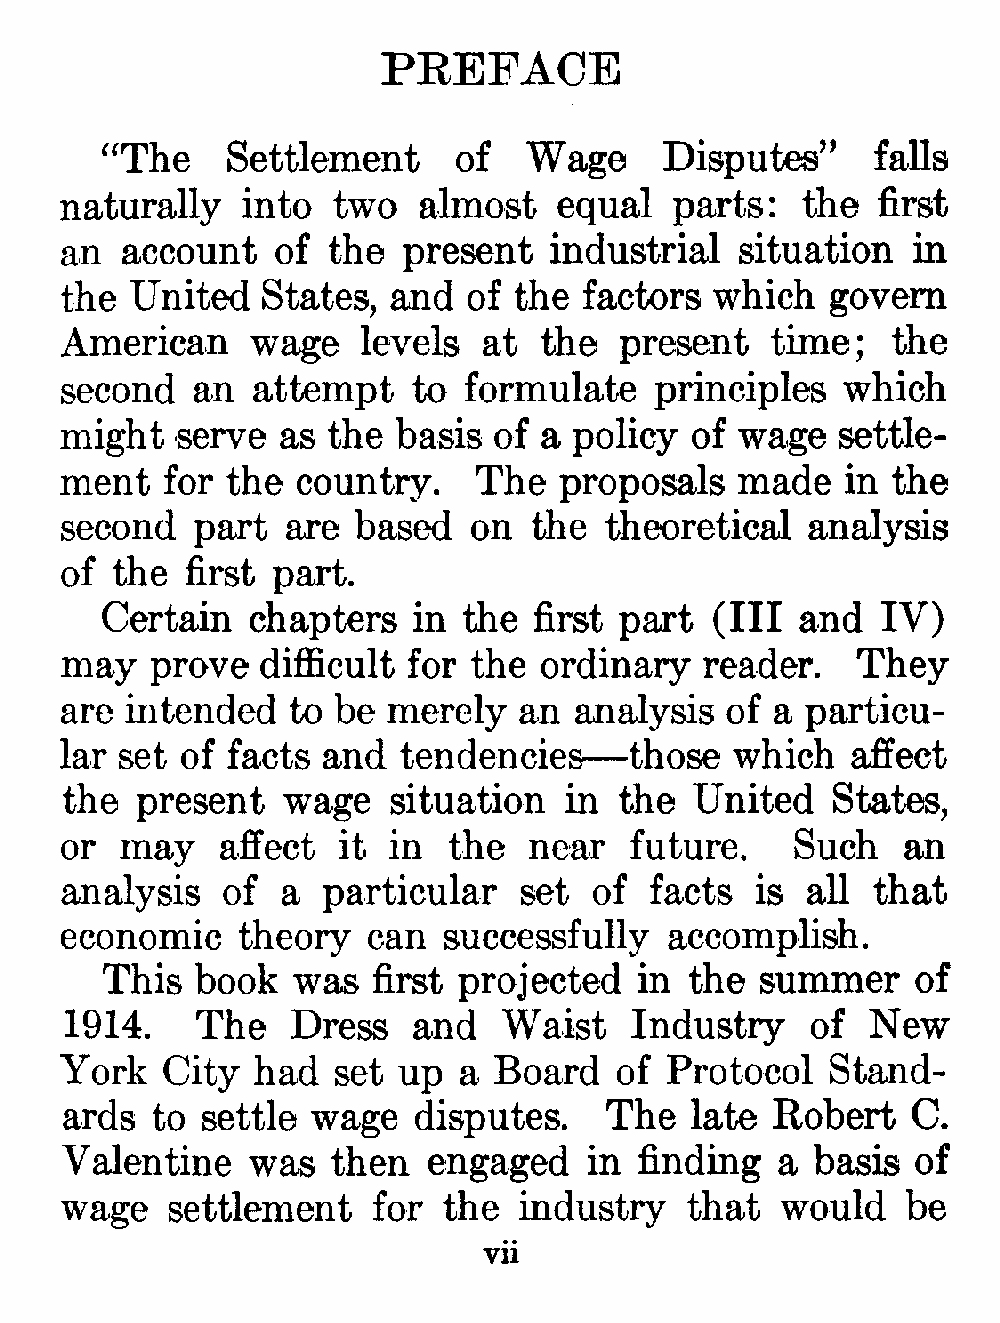 PREFACE
“The Settlement of Wage Disputes” falls
naturally into two almost equal parts: the first
an account of the present industrial situation in
the United States, and of the factors which govern
American wage levels at the present time; the
second an attempt to formulate principles which
might serve as the basis of a policy of wage settle-
ment for the country. The proposals made in the
second part are based on the theoretical analysis
of the first part.
Certain chapters in the first part (III and IV)
may prove difficult for the ordinary reader. They
are intended to be merely an analysis of a particu-
lar set of facts and tendencies—those which affect
the present wage situation in the United States,
or may affect it in the near future. Such an
analysis of a particular set of facts is all that
economic theory can successfully accomplish.
This book was first projected in the summer of
1914. The Dress and Waist Industry of New
York City had set up a Board of Protocol Stand-
ards to settle wage disputes. The late Robert C.
Valentine was then engaged in finding a basis of
wage settlement for the industry that would be
vii